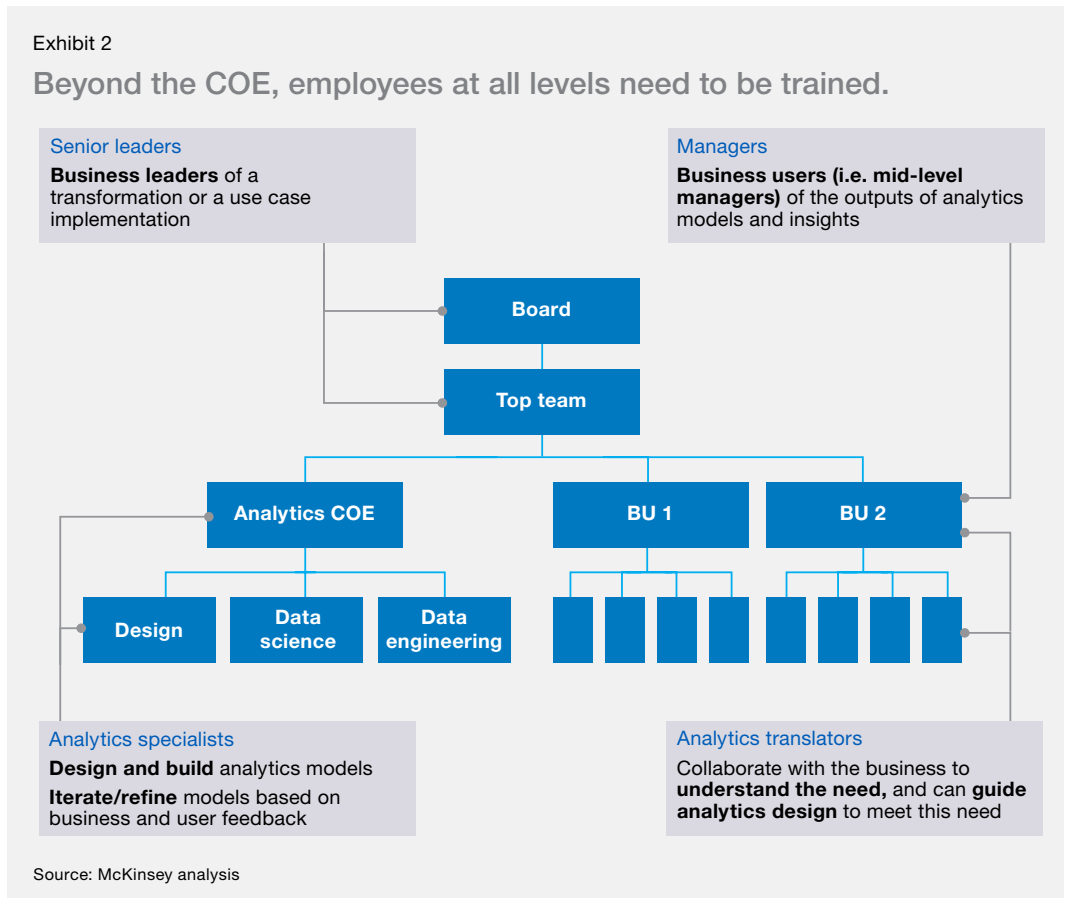 Exhibit 2
Beyond the COE, employees at all levels need to be trained.
Senior leaders
Business leaders of a
transformation or a use case
implementation
Managers
Business users (i.e. mid-level
managers) of the outputs of analytics
models and insights
Board
Top team
Analytics COE
BU 1
BU 2
Design
Data
science
Data
engineering
Analytics specialists
Design and build analytics models
Iterate/refine models based on
business and user feedback
Analytics translators
Collaborate with the business to
understand the need, and can guide
analytics design to meet this need
Source: McKinsey analysis